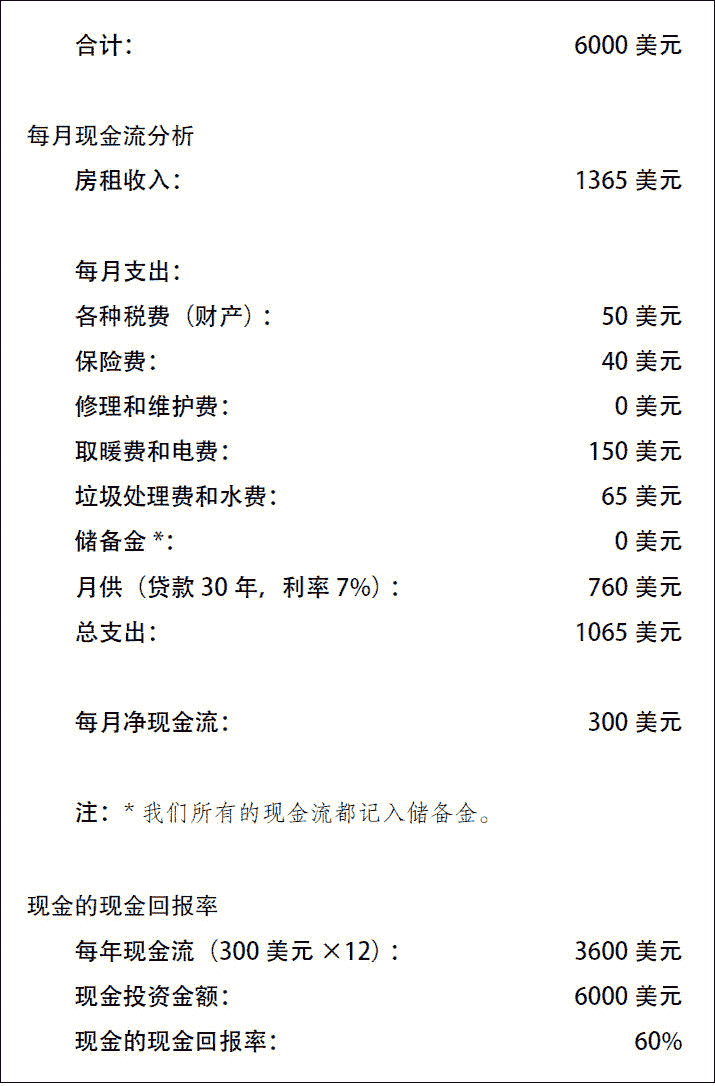 合计： 6000 美元
每月现金流分析
房租收入： 1365 美元
每月支出：
各种税费（财产）： 50 美元
保险费： 40 美元
修理和维护费： 0 美元
取暖费和电费： 150 美元
垃圾处理费和水费： 65 美元
储备金 *： 0 美元
月供（贷款 30 年，利率 7%）： 760 美元
总支出： 1065 美元
每月净现金流： 300 美元
注：* 我们所有的现金流都记入储备金。
现金的现金回报率
每年现金流（300 美元 ×12）： 3600 美元
现金投资金额： 6000 美元
现金的现金回报率： 60%